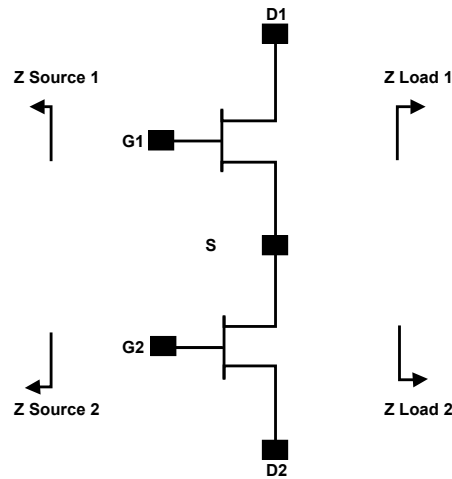 D1
Z Source 1
Z Load 1
G1
S
G2
Z Source 2
Z Load 2
D2